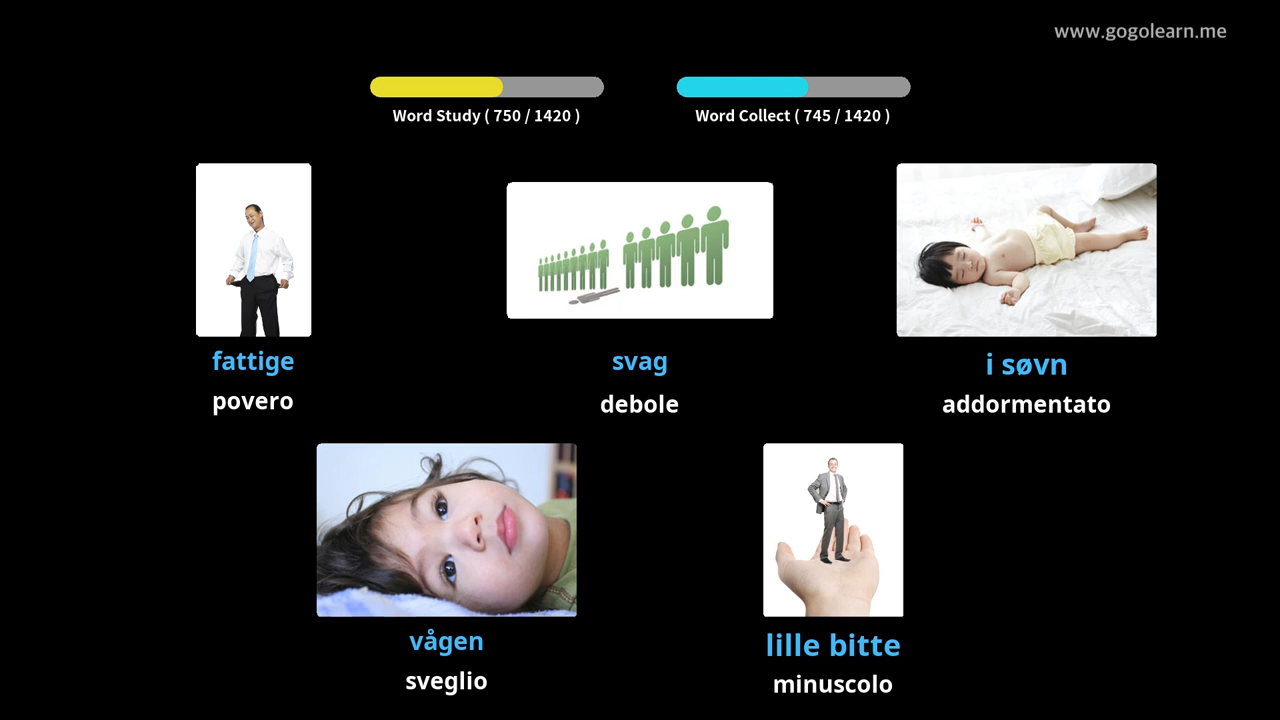 www.gogolearn.me
Word Study ( 750 / 1420 )
Word Collect ( 745 / 1420 )
fattige
povero
svag
debole
i søvn
addormentato
vågen
sveglio
lille bitte
minuscolo